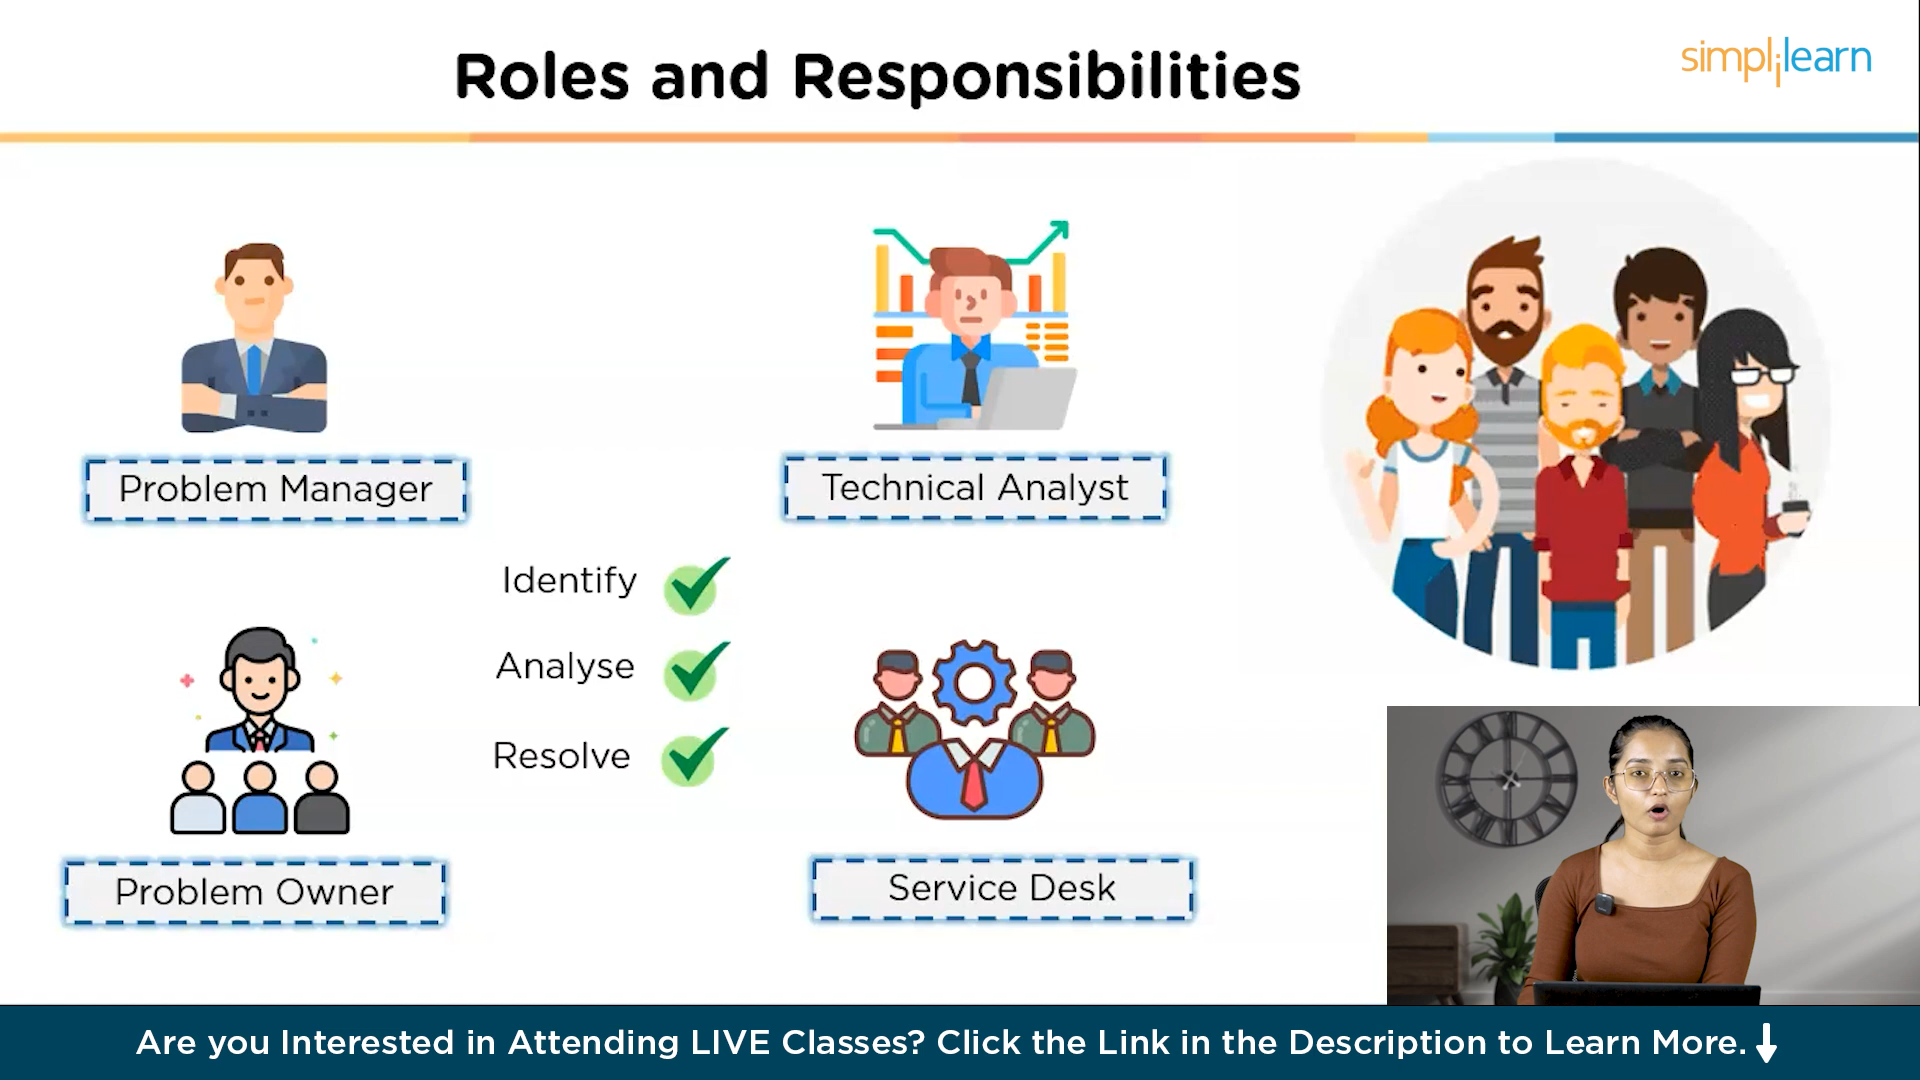 Roles and Responsibilities
simplilearn
Problem Manager
Technical Analyst
Identify
Analyse
Resolve
Problem Owner
Service Desk
Are you Interested in Attending LIVE Classes? Click the Link in the Description to Learn More.